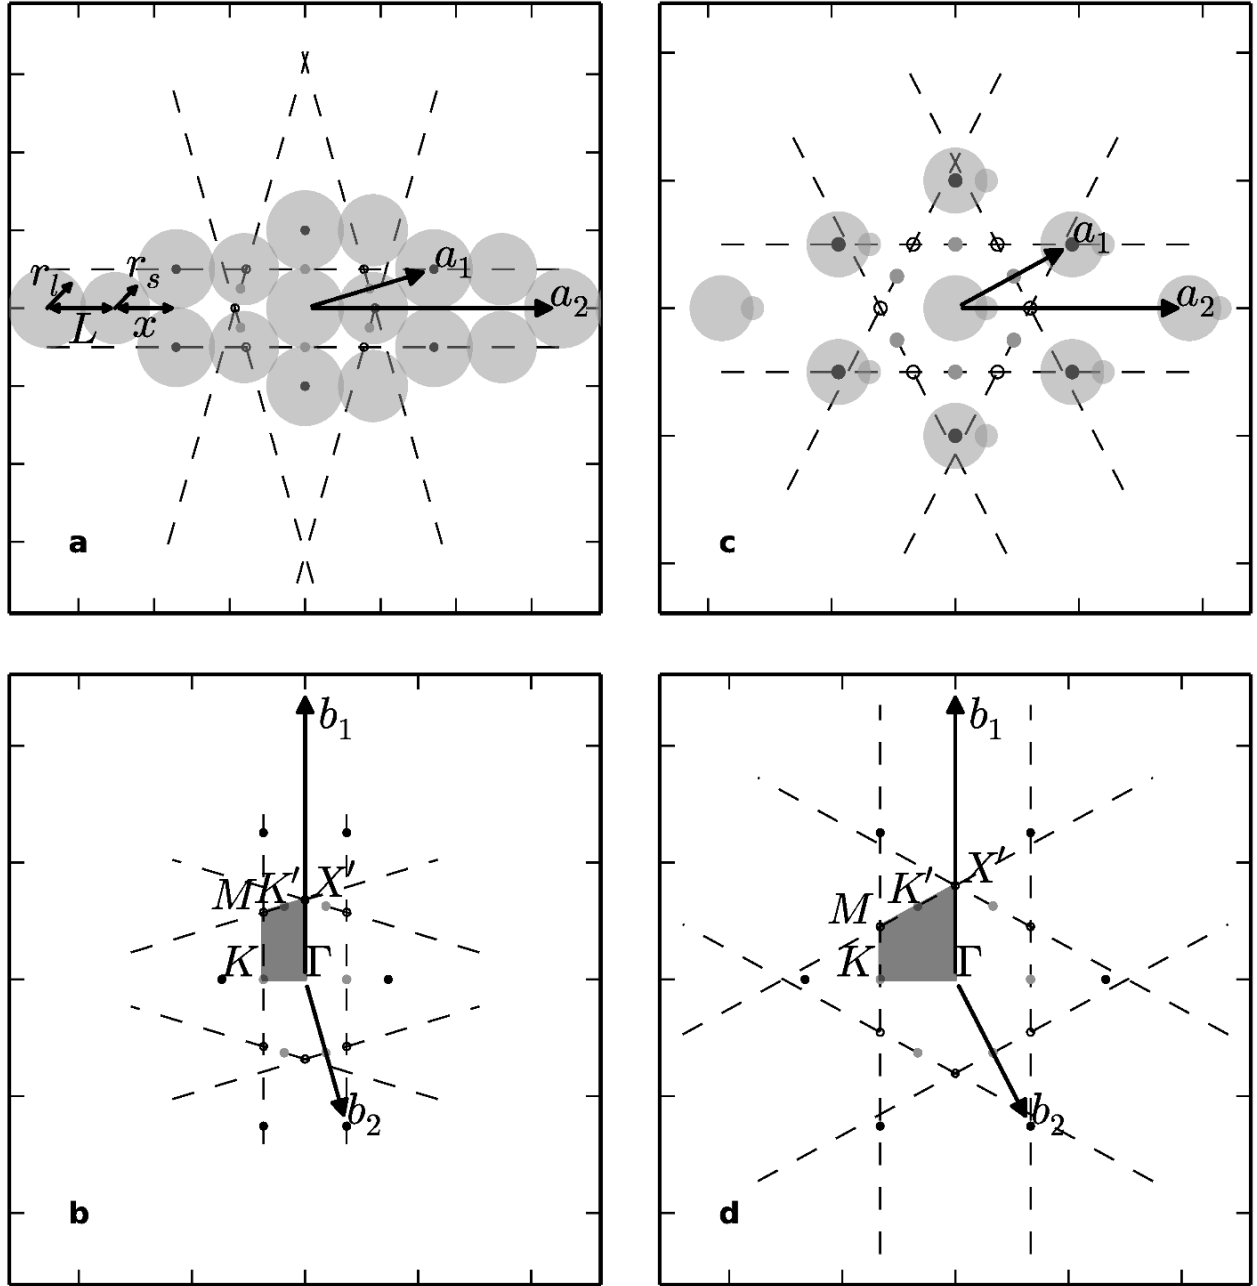 r_l
r_s
L
x
a_1
a_2
a
a_1
a_2
c
b_1
M
K′
X′
K
Γ
b_2
b
b_1
X′
K′
M
K
Γ
b_2
d